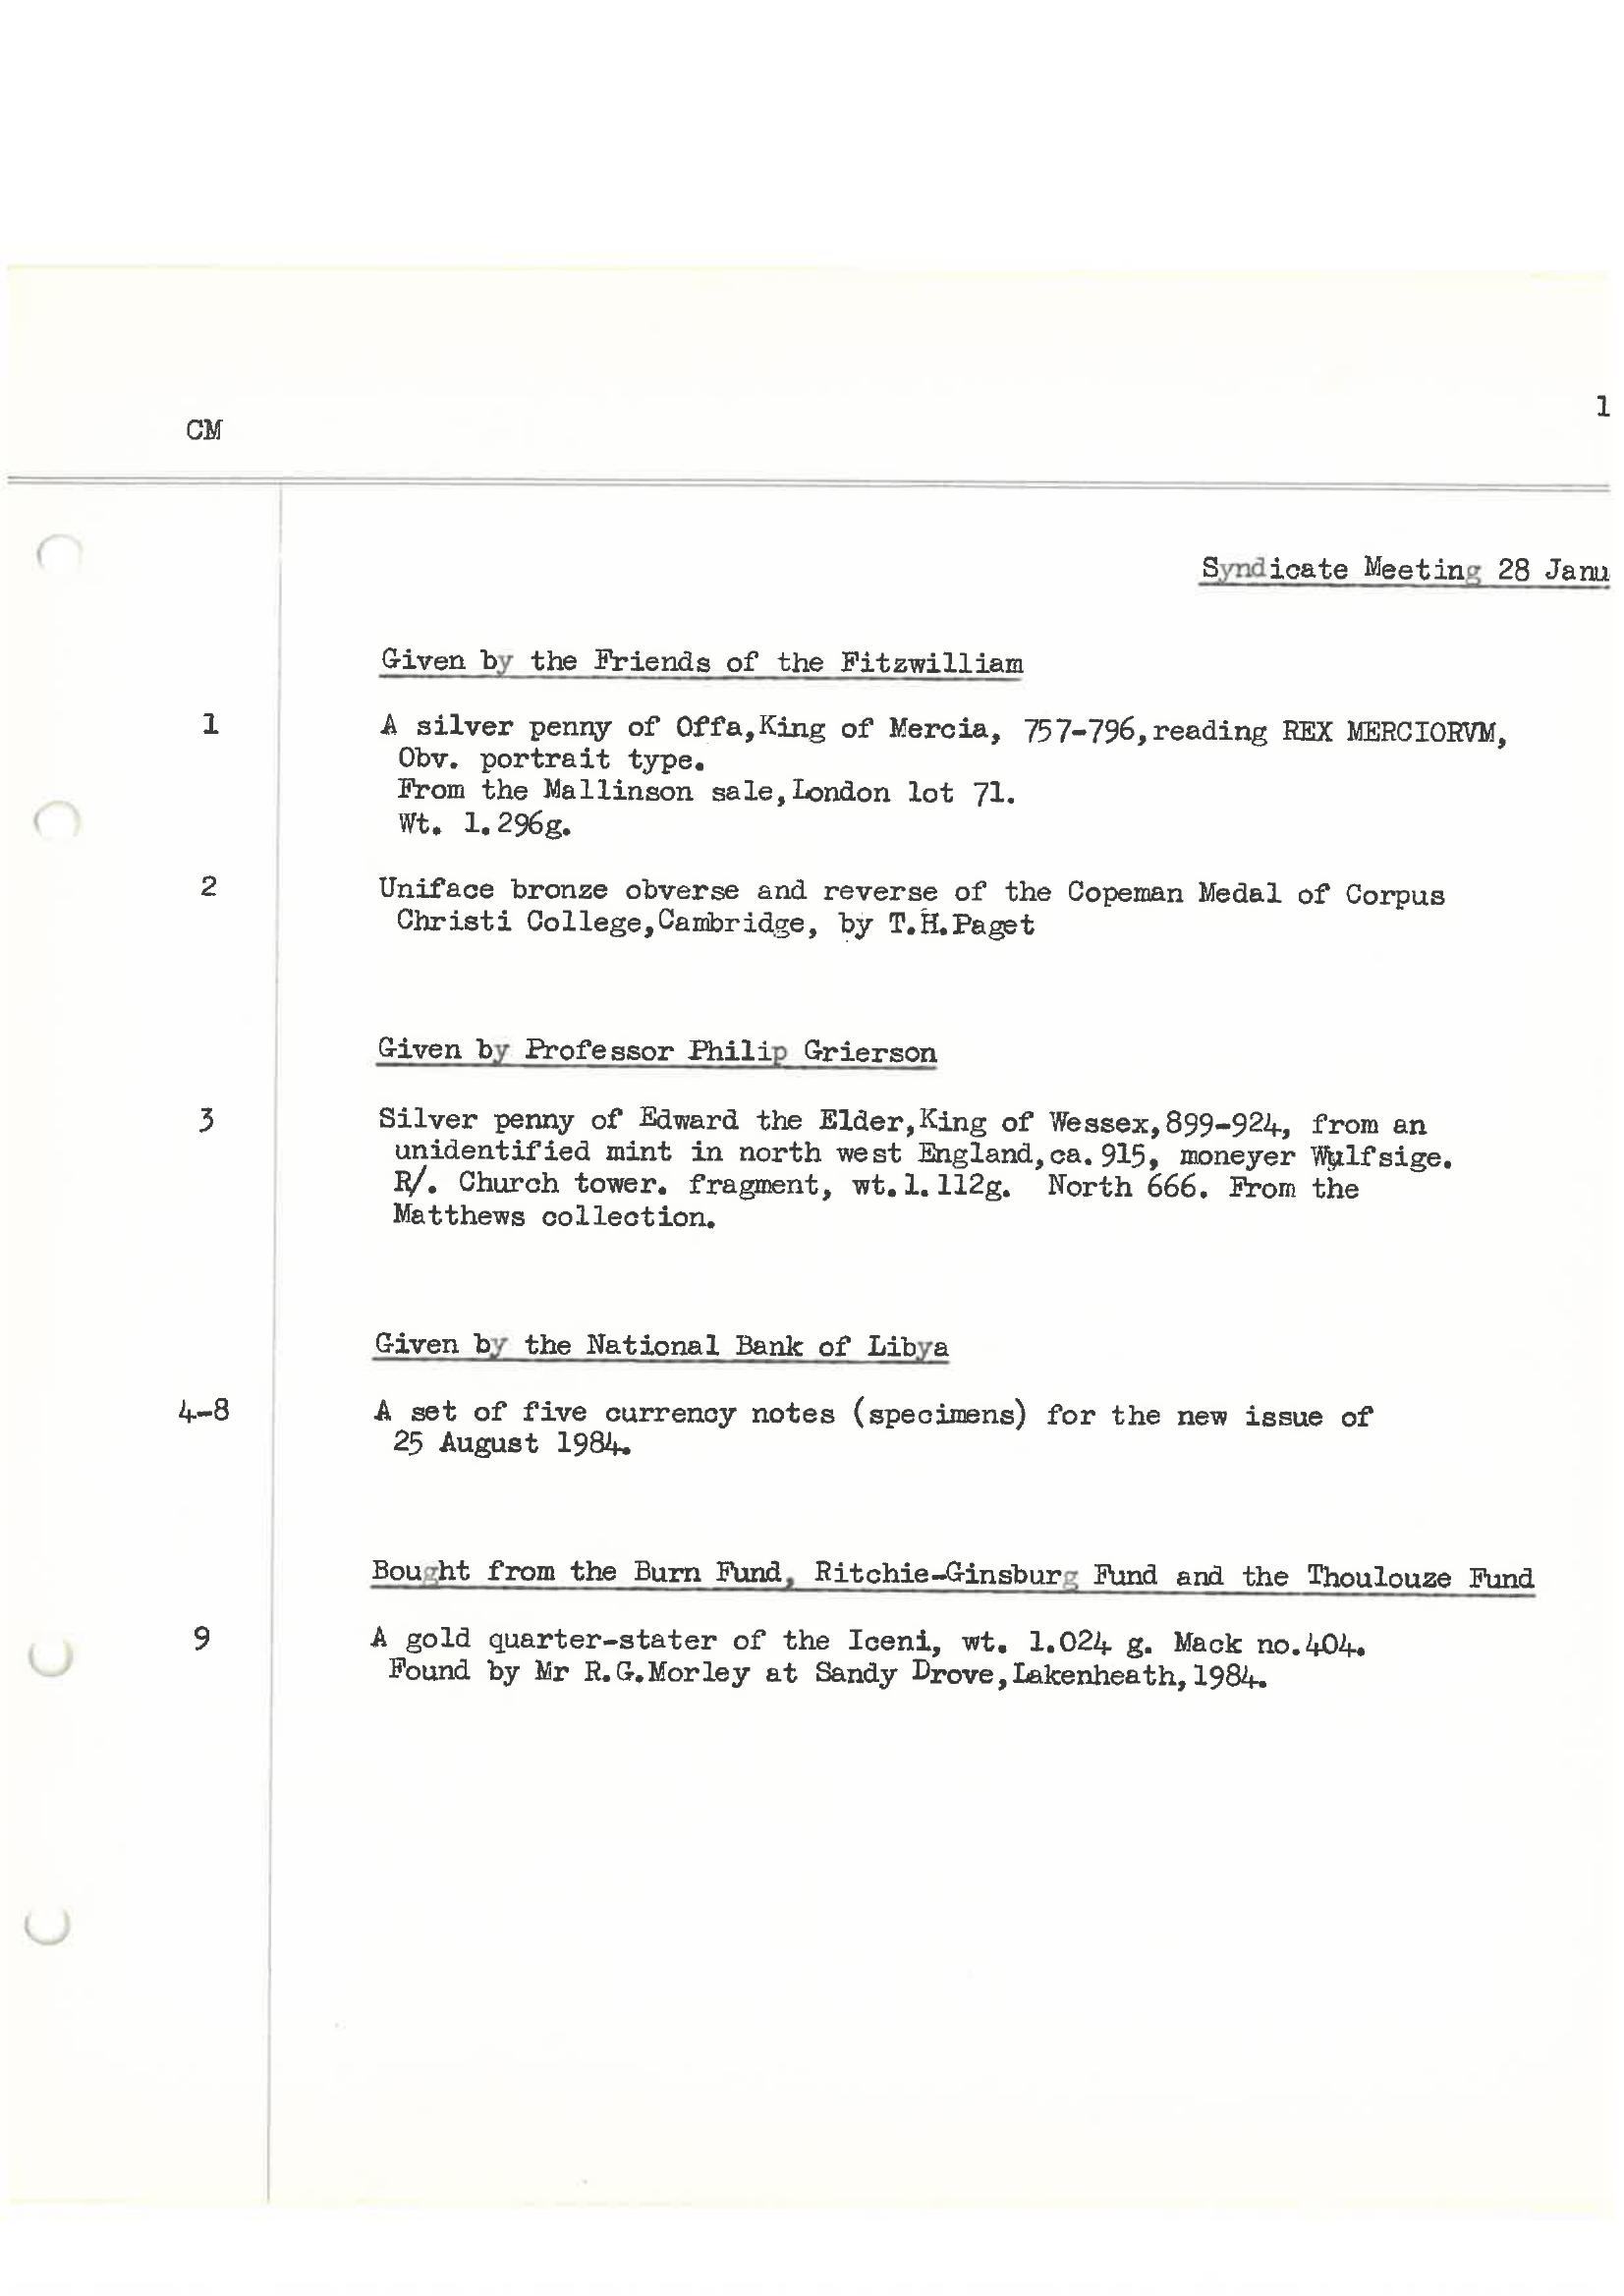 1
CM
Syndicate Meeting 28 Janu
Given by the Friends of the Fitzwilliam
1 A silver penny of Offa,King of Mercia, 757-796,reading REX MERCIORVM,
Obv. portrait type.
From the Mallinson sale,London lot 71.
Wt. 1.296g.
2 Uniface bronze obverse and reverse of the Copeman Medal of Corpus
Christi College,Cambridge, by T.H.Paget
Given by Professor Philip Grierson
3 Silver penny of Edward the Elder,King of Wessex,899-924, from an
unidentified mint in north west England,ca.915, moneyer Wulfsige.
R/. Church tower. fragment, wt.1.112g. North 666. From the
Matthews collection.
Given by the National Bank of Libya
4-8 A set of five currency notes (specimens) for the new issue of
25 August 1984.
Bought from the Burn Fund, Ritchie-Ginsburg Fund and the Thoulouze Fund
9 A gold quarter-stater of the Iceni, wt. 1.024 g. Mack no.404.
Found by Mr R.G.Morley at Sandy Drove,Lakenheath,1984.